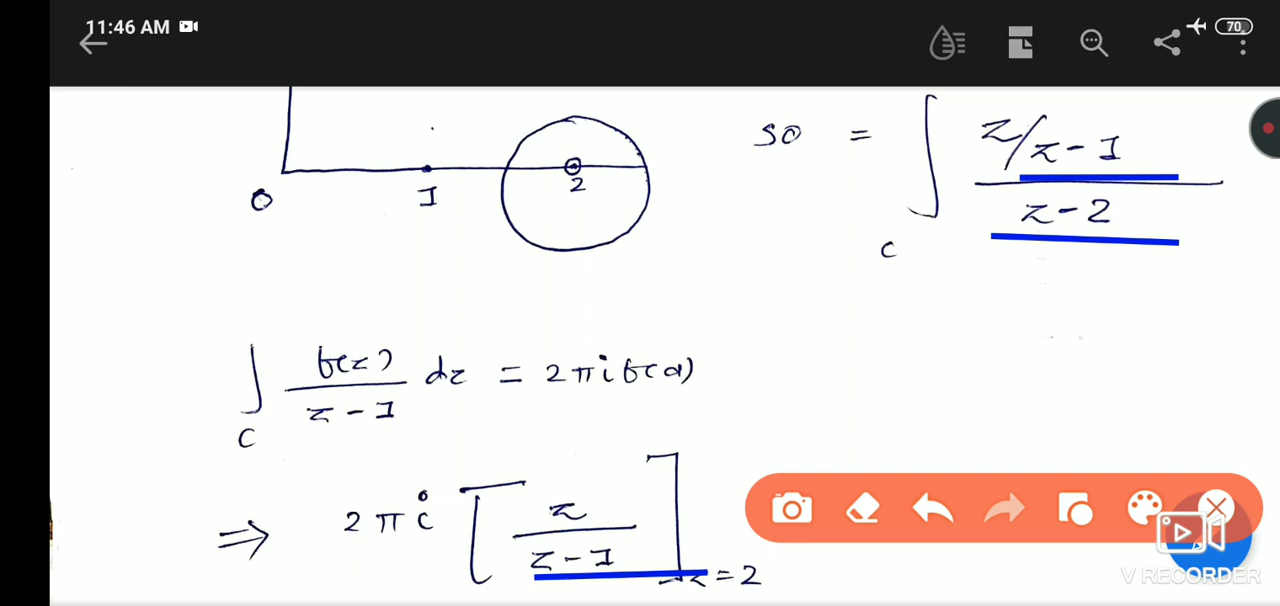 11:46 AM
70
so = ∫ z/z-1
z-2
c
0 1 2
∫ f(z) dz = 2πi f(a)
z-1
c
⇒ 2πi [ z
z-1 ] z=2
V RECORDER